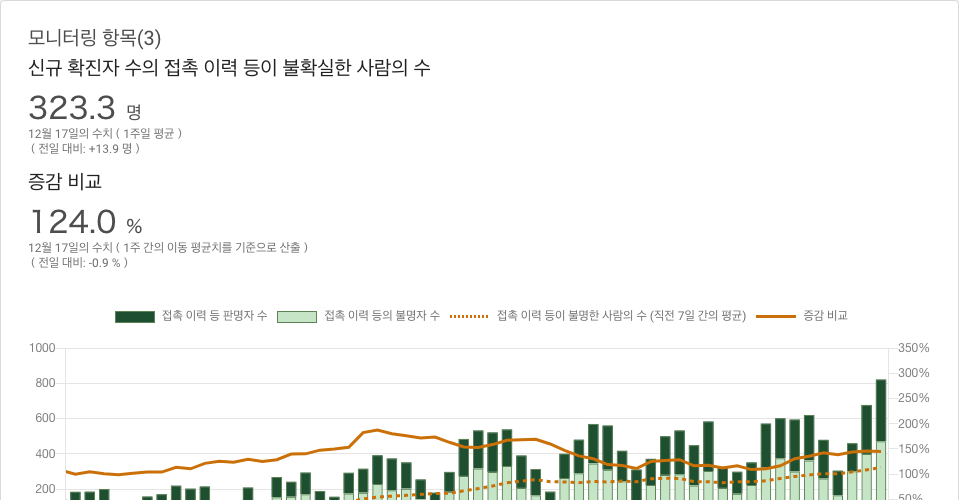 모니터링 항목(3)
신규 확진자 수의 접촉 이력 등이 불확실한 사람의 수
323.3 명
12월 17일의 수치 ( 1주일 평균 )
( 전일 대비: +13.9 명 )
증감 비교
124.0 %
12월 17일의 수치 ( 1주 간의 이동 평균치를 기준으로 산출 )
( 전일 대비: -0.9 % )
접촉 이력 등 판명자 수 접촉 이력 등의 불명자 수 접촉 이력 등이 불명한 사람의 수 (직전 7일 간의 평균) 증감 비교
1000 350%
300%
800
250%
600 200%
400 150%
100%
200 50%